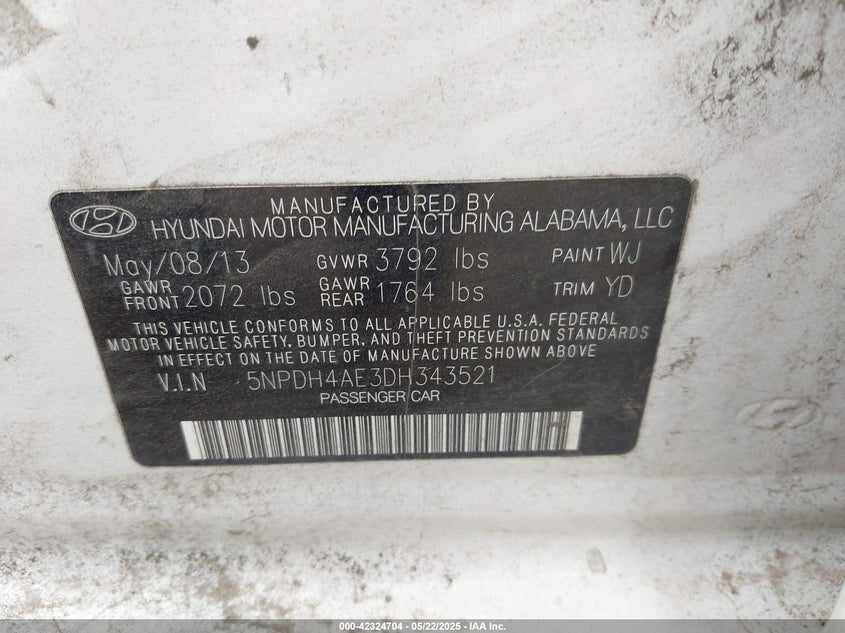 MANUFACTURED BY
HYUNDAI MOTOR MANUFACTURING ALABAMA, LLC
May/08/13 GVWR 3792 lbs PAINT WJ
GAWR FRONT 2072 lbs GAWR REAR 1764 lbs TRIM YD
THIS VEHICLE CONFORMS TO ALL APPLICABLE U.S.A. FEDERAL
MOTOR VEHICLE SAFETY, BUMPER, AND THEFT PREVENTION STANDARDS
IN EFFECT ON THE DATE OF MANUFACTURE SHOWN ABOVE
V.I.N 5NPDH4AE3DH343521
PASSENGER CAR
000-42324704 - 05/22/2025 - IAA Inc.